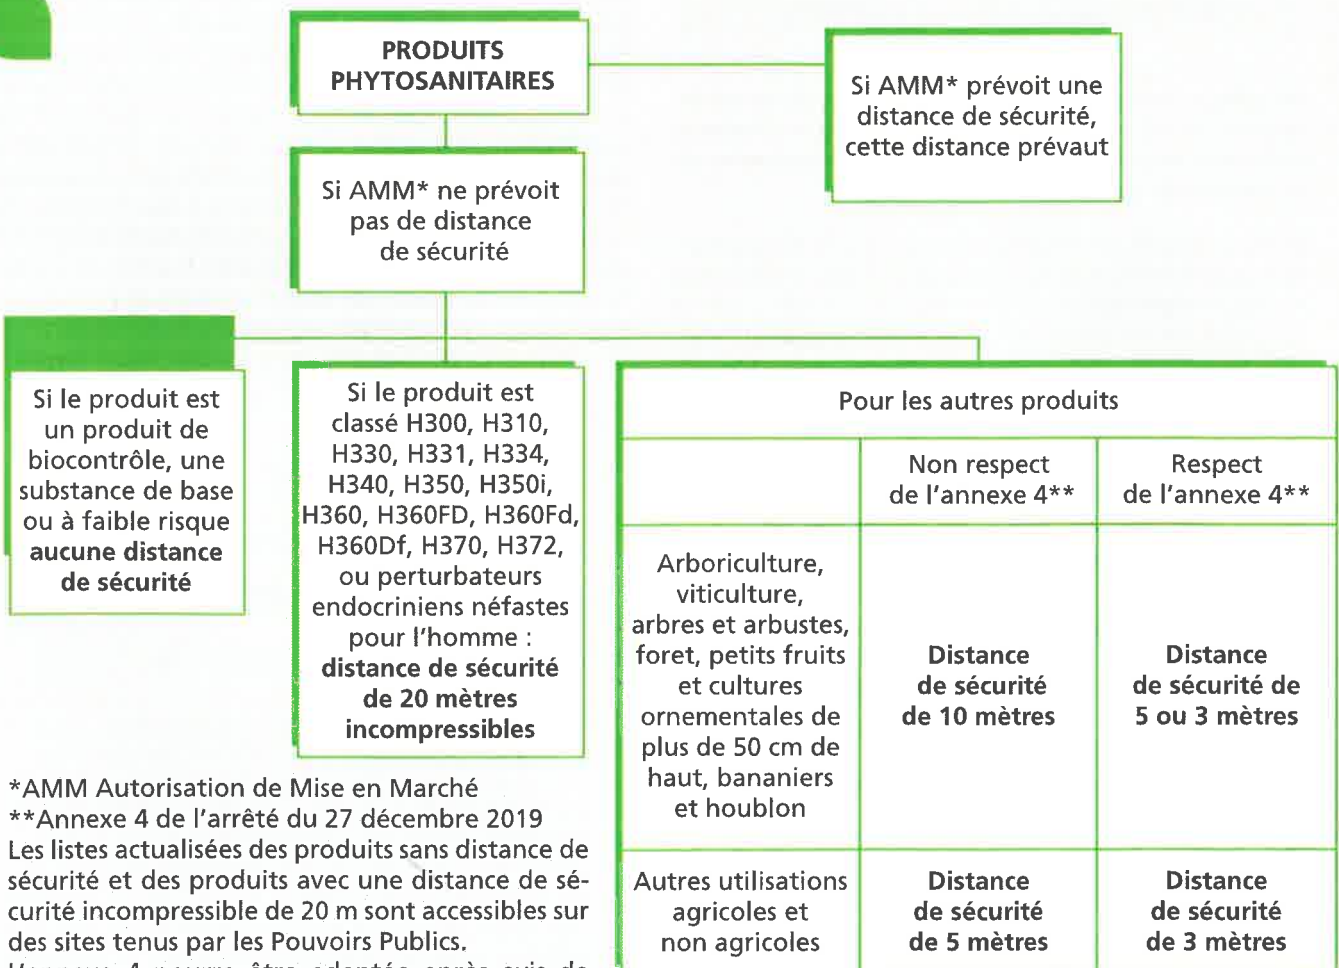 PRODUITS
PHYTOSANITAIRES
Si AMM* prévoit une
distance de sécurité,
cette distance prévaut
Si AMM* ne prévoit
pas de distance
de sécurité
Si le produit est
un produit de
biocontrôle, une
substance de base
ou à faible risque
aucune distance
de sécurité
Si le produit est
classé H300, H310,
H330, H331, H334,
H340, H350, H350i,
H360, H360FD, H360Fd,
H360Df, H370, H372,
ou perturbateurs
endocriniens néfastes
pour l'homme :
distance de sécurité
de 20 mètres
incompressibles
Pour les autres produits
Non respect
de l'annexe 4**
Respect
de l'annexe 4**
Arboriculture,
viticulture,
arbres et arbustes,
foret, petits fruits
et cultures
ornementales de
plus de 50 cm de
haut, bananiers
et houblon
Distance
de sécurité
de 10 mètres
Distance
de sécurité de
5 ou 3 mètres
Autres utilisations
agricoles et
non agricoles
Distance
de sécurité
de 5 mètres
Distance
de sécurité
de 3 mètres
*AMM Autorisation de Mise en Marché
**Annexe 4 de l'arrêté du 27 décembre 2019
Les listes actualisées des produits sans distance de
sécurité et des produits avec une distance de sé-
curité incompressible de 20 m sont accessibles sur
des sites tenus par les Pouvoirs Publics.